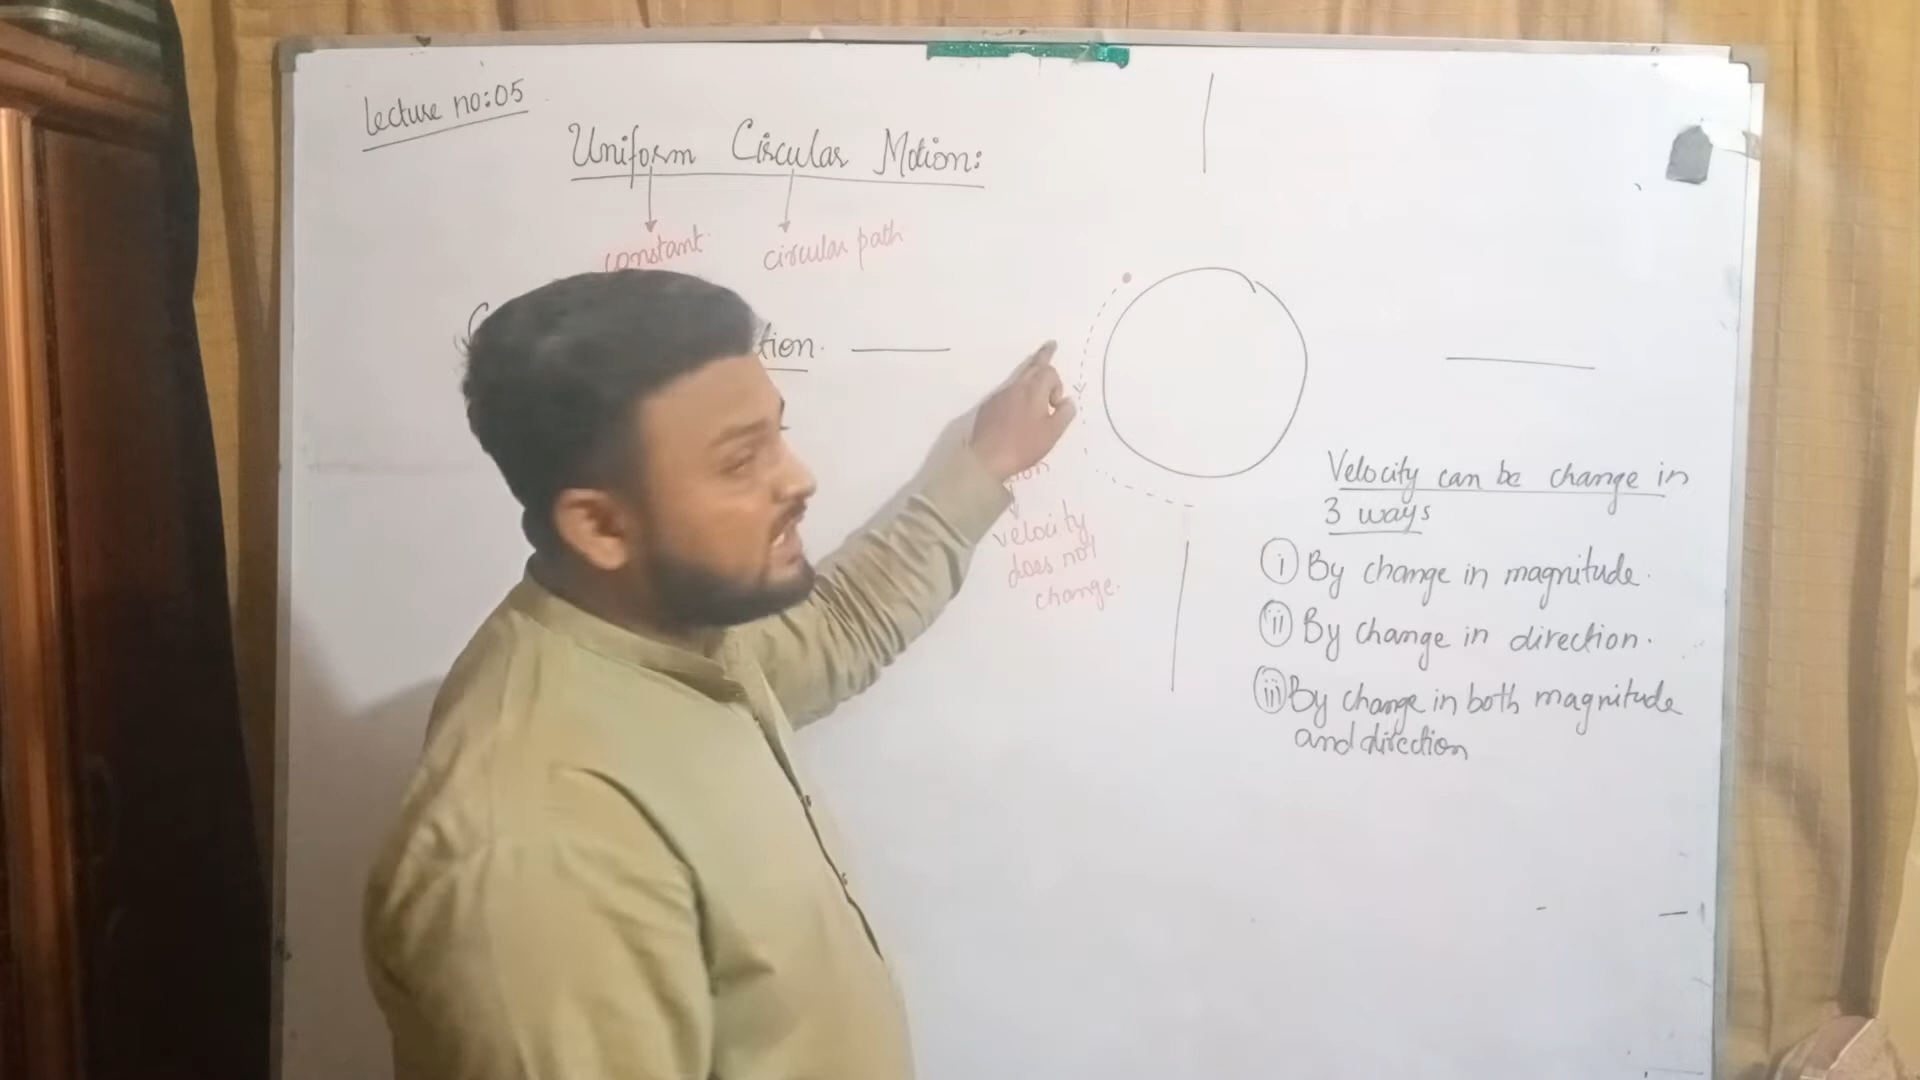 Lecture no:05
Uniform Circular Motion:
constant
circular path
tion.
velocity
does not
change.
Velocity can be change in
3 ways
(i) By change in magnitude.
(ii) By change in direction.
(iii) By change in both magnitude
and direction